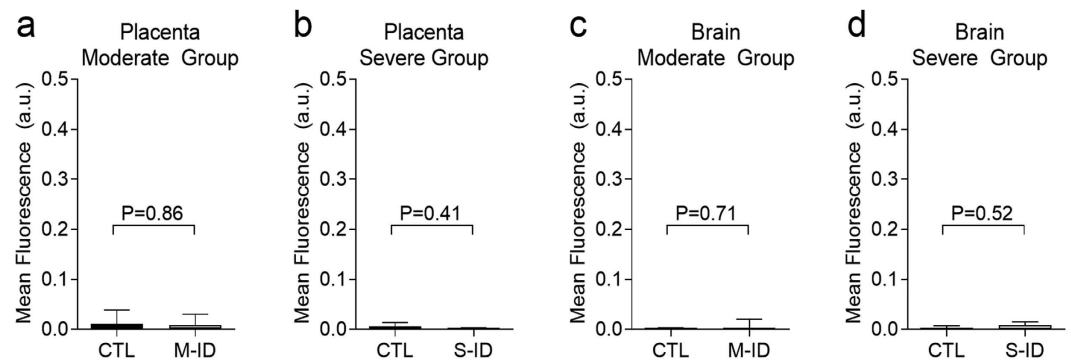 a
Placenta
Moderate Group
Mean Fluorescence (a.u.)
0.5
0.4
0.3
0.2
0.1
0.0
P=0.86
CTL M-ID
b
Placenta
Severe Group
Mean Fluorescence (a.u.)
0.5
0.4
0.3
0.2
0.1
0.0
P=0.41
CTL S-ID
c
Brain
Moderate Group
Mean Fluorescence (a.u.)
0.5
0.4
0.3
0.2
0.1
0.0
P=0.71
CTL M-ID
d
Brain
Severe Group
Mean Fluorescence (a.u.)
0.5
0.4
0.3
0.2
0.1
0.0
P=0.52
CTL S-ID